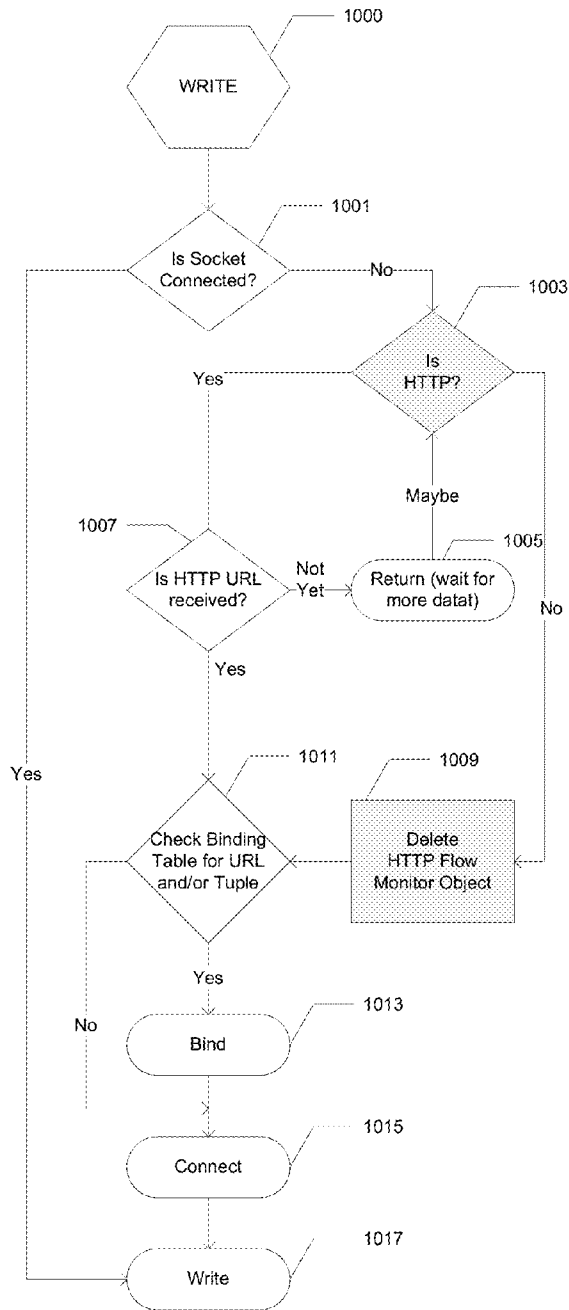 1000
WRITE
1001
Is Socket
Connected?
No
1003
Is
HTTP?
Yes
Maybe
1007
1005
Is HTTP URL
received?
Not
Yet
Return (wait for
more datat)
No
Yes
Yes
1011
1009
Check Binding
Table for URL
and/or Tuple
Delete
HTTP Flow
Monitor Object
Yes
No
1013
Bind
1015
Connect
1017
Write